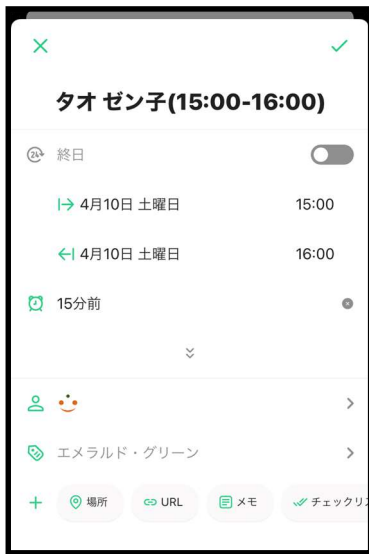 タオ ゼン子(15:00-16:00)
24
終日
4月10日 土曜日 15:00
4月10日 土曜日 16:00
15分前
エメラルド・グリーン
場所 URL メモ チェックリ